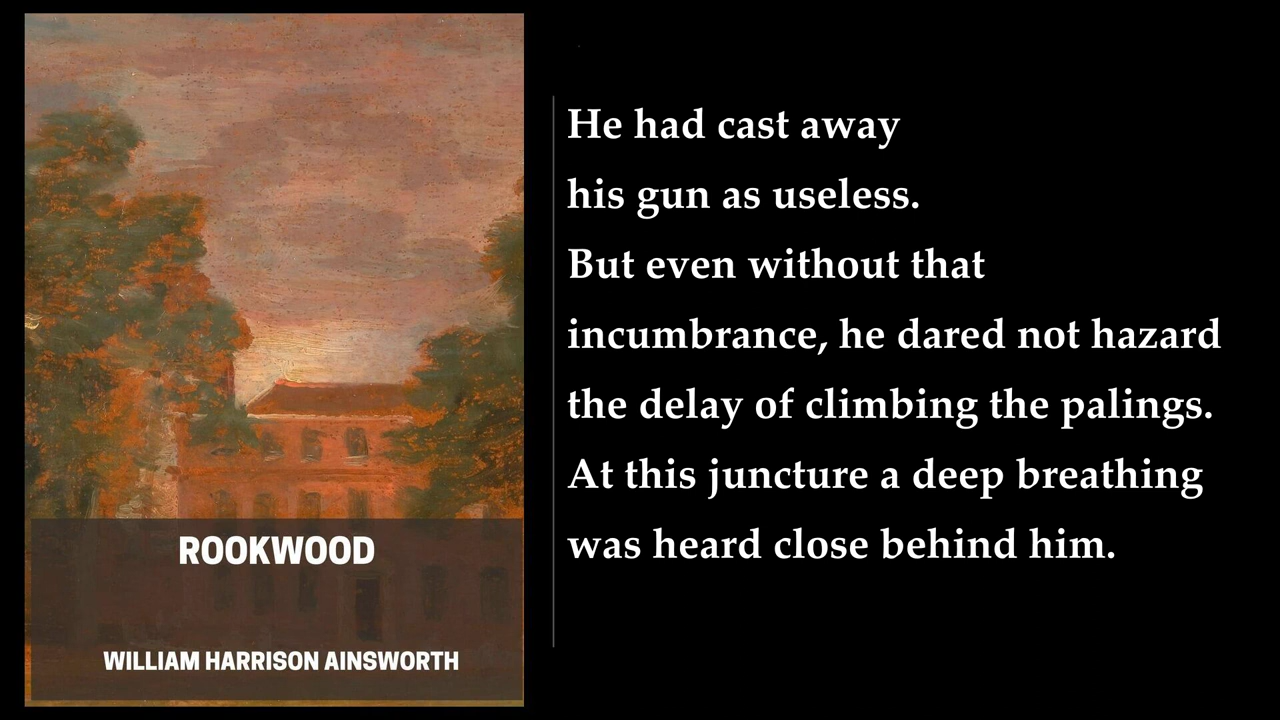 ROOKWOOD
WILLIAM HARRISON AINSWORTH
He had cast away
his gun as useless.
But even without that
incumbrance, he dared not hazard
the delay of climbing the palings.
At this juncture a deep breathing
was heard close behind him.